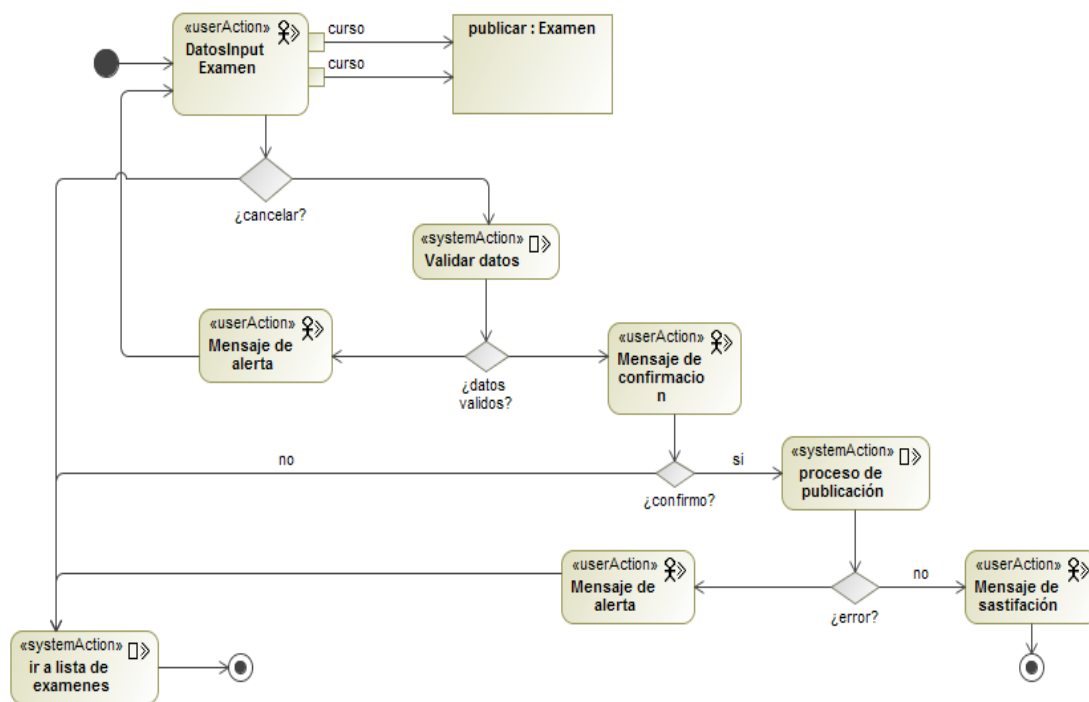 «userAction»
DatosInput
Examen
curso
curso
publicar : Examen
¿cancelar?
«systemAction»
Validar datos
«userAction»
Mensaje de
alerta
¿datos
validos?
«userAction»
Mensaje de
confirmacio
n
no
¿confirmo?
si
«systemAction»
proceso de
publicación
«userAction»
Mensaje de
alerta
¿error?
no
«userAction»
Mensaje de
sastifación
«systemAction»
ir a lista de
examenes